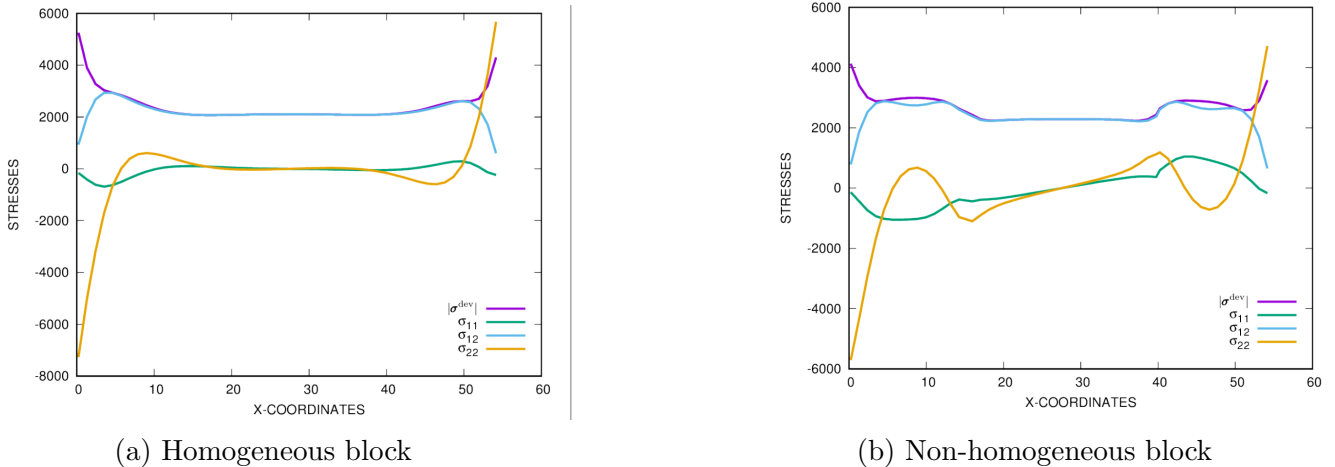 6000
4000
2000
0
-2000
-4000
-6000
-8000
STRESSES
0 10 20 30 40 50 60
X-COORDINATES
|σ^dev|
σ11
σ12
σ22
(a) Homogeneous block
6000
4000
2000
0
-2000
-4000
-6000
STRESSES
0 10 20 30 40 50 60
X-COORDINATES
|σ^dev|
σ11
σ12
σ22
(b) Non-homogeneous block